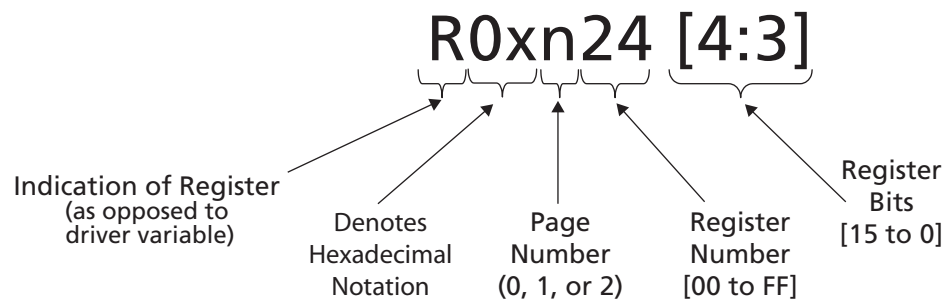 R0xn24 [4:3]
Indication of Register
(as opposed to
driver variable)
Denotes
Hexadecimal
Notation
Page
Number
(0, 1, or 2)
Register
Number
[00 to FF]
Register
Bits
[15 to 0]